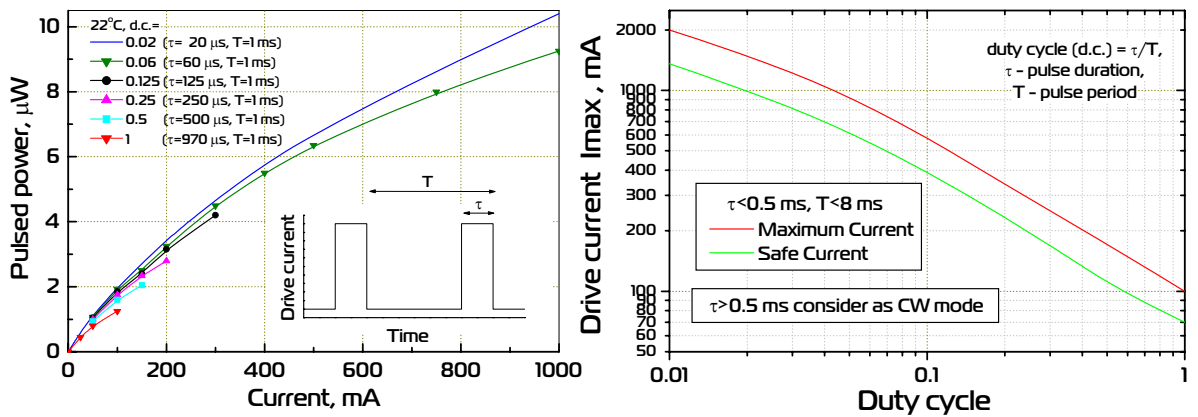 Pulsed power, μW
10
8
6
4
2
0
22°C, d.c.=
0.02 (τ= 20 μs, T=1 ms)
0.06 (τ=60 μs, T=1 ms)
0.125 (τ=125 μs, T=1 ms)
0.25 (τ=250 μs, T=1 ms)
0.5 (τ=500 μs, T=1 ms)
1 (τ=970 μs, T=1 ms)
T
τ
Drive current
Time
0 200 400 600 800 1000
Current, mA
Drive current Imax, mA
2000
1000
900
800
700
600
500
400
300
200
100
90
80
70
60
50
duty cycle (d.c.) = τ/T,
τ - pulse duration,
T - pulse period
τ<0.5 ms, T<8 ms
Maximum Current
Safe Current
τ>0.5 ms consider as CW mode
0.01 0.1 1
Duty cycle